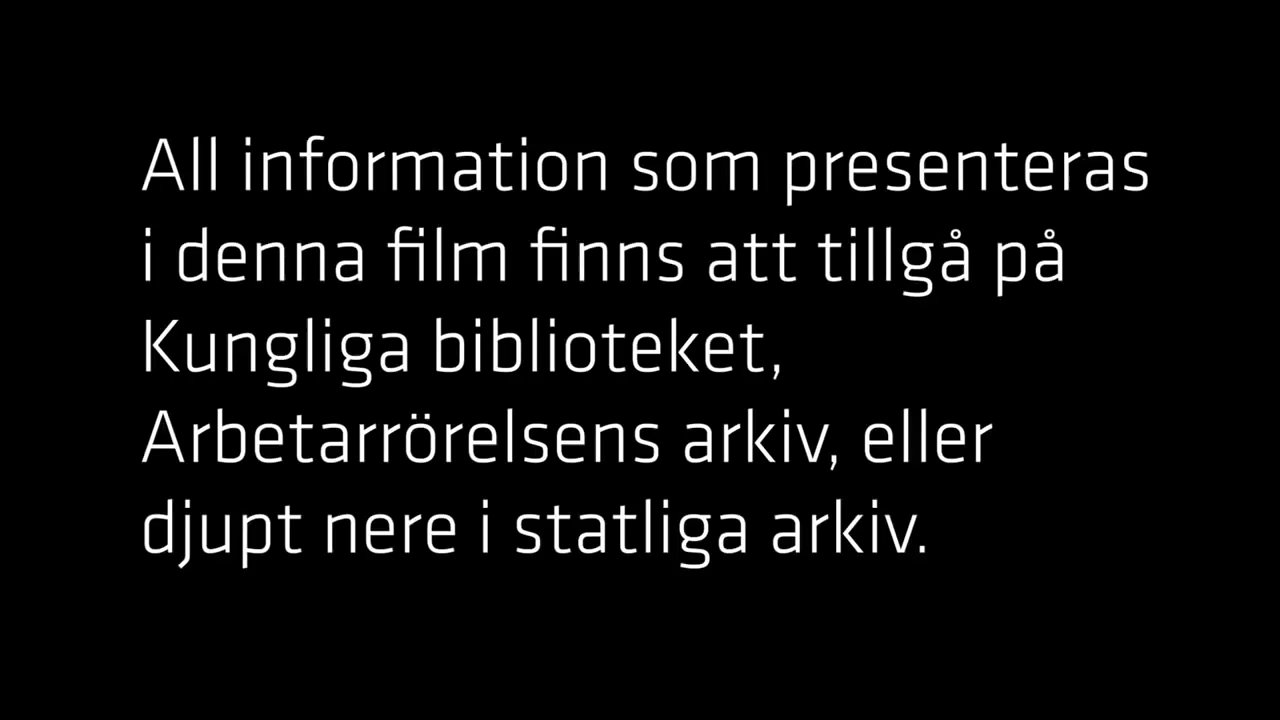 All information som presenteras
i denna film finns att tillgå på
Kungliga biblioteket,
Arbetarrörelsens arkiv, eller
djupt nere i statliga arkiv.